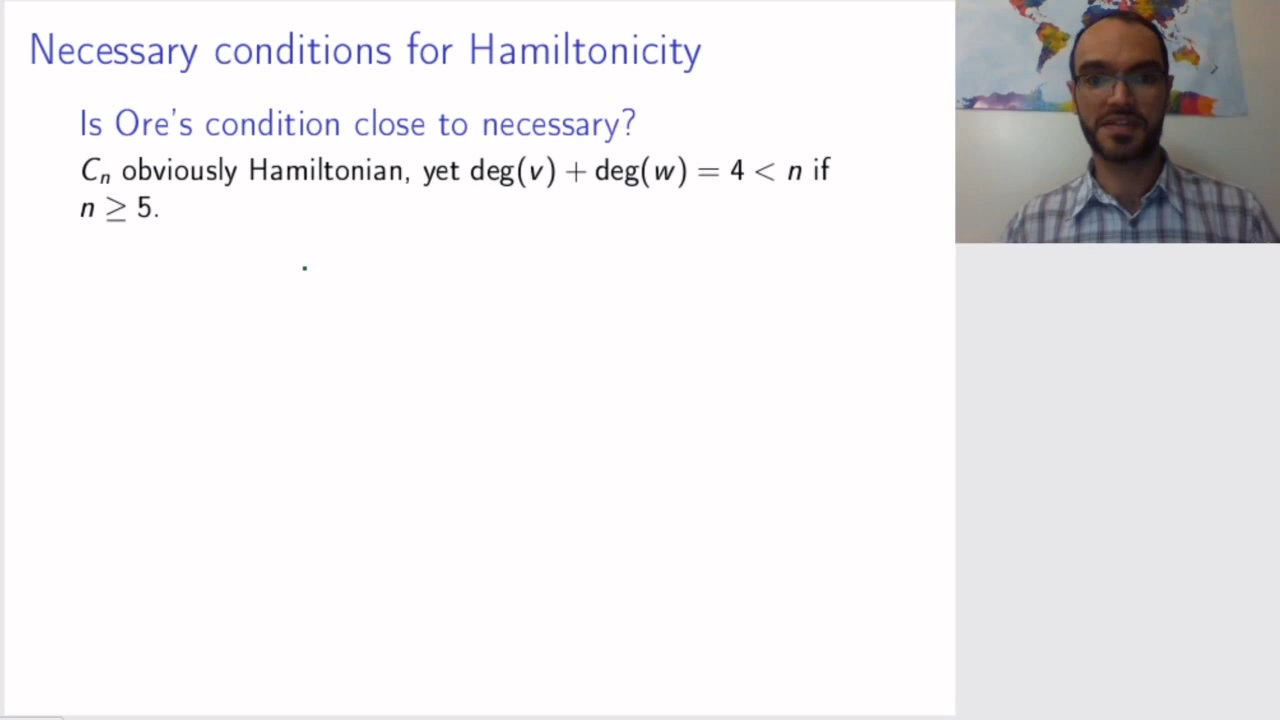 Necessary conditions for Hamiltonicity
Is Ore's condition close to necessary?
Cₙ obviously Hamiltonian, yet deg(v) + deg(w) = 4 < n if
n ≥ 5.